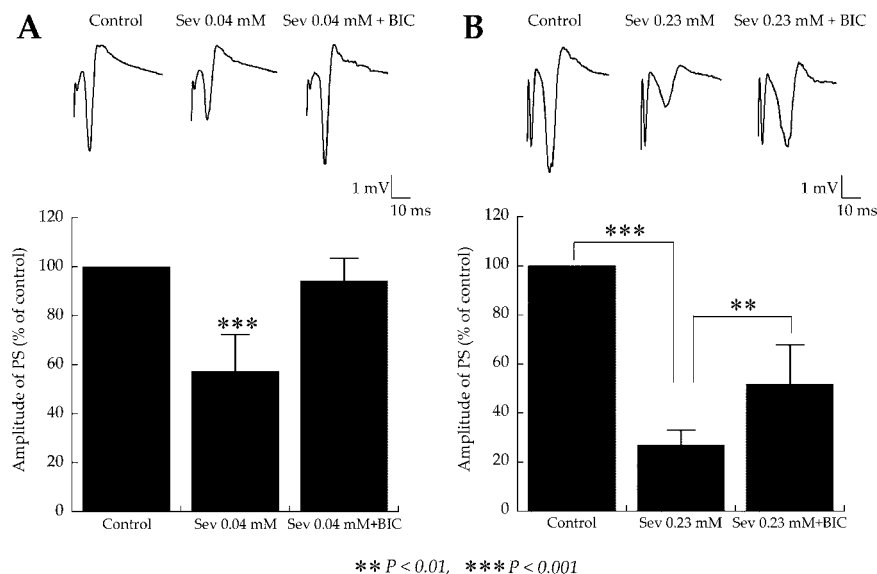 A
Control
Sev 0.04 mM
Sev 0.04 mM + BIC
1 mV
10 ms
Amplitude of PS (% of control)
120
100
80
60
40
20
0
***
Control
Sev 0.04 mM
Sev 0.04 mM+BIC
B
Control
Sev 0.23 mM
Sev 0.23 mM + BIC
1 mV
10 ms
Amplitude of PS (% of control)
120
100
80
60
40
20
0
***
**
Control
Sev 0.23 mM
Sev 0.23 mM+BIC
** P < 0.01, *** P < 0.001